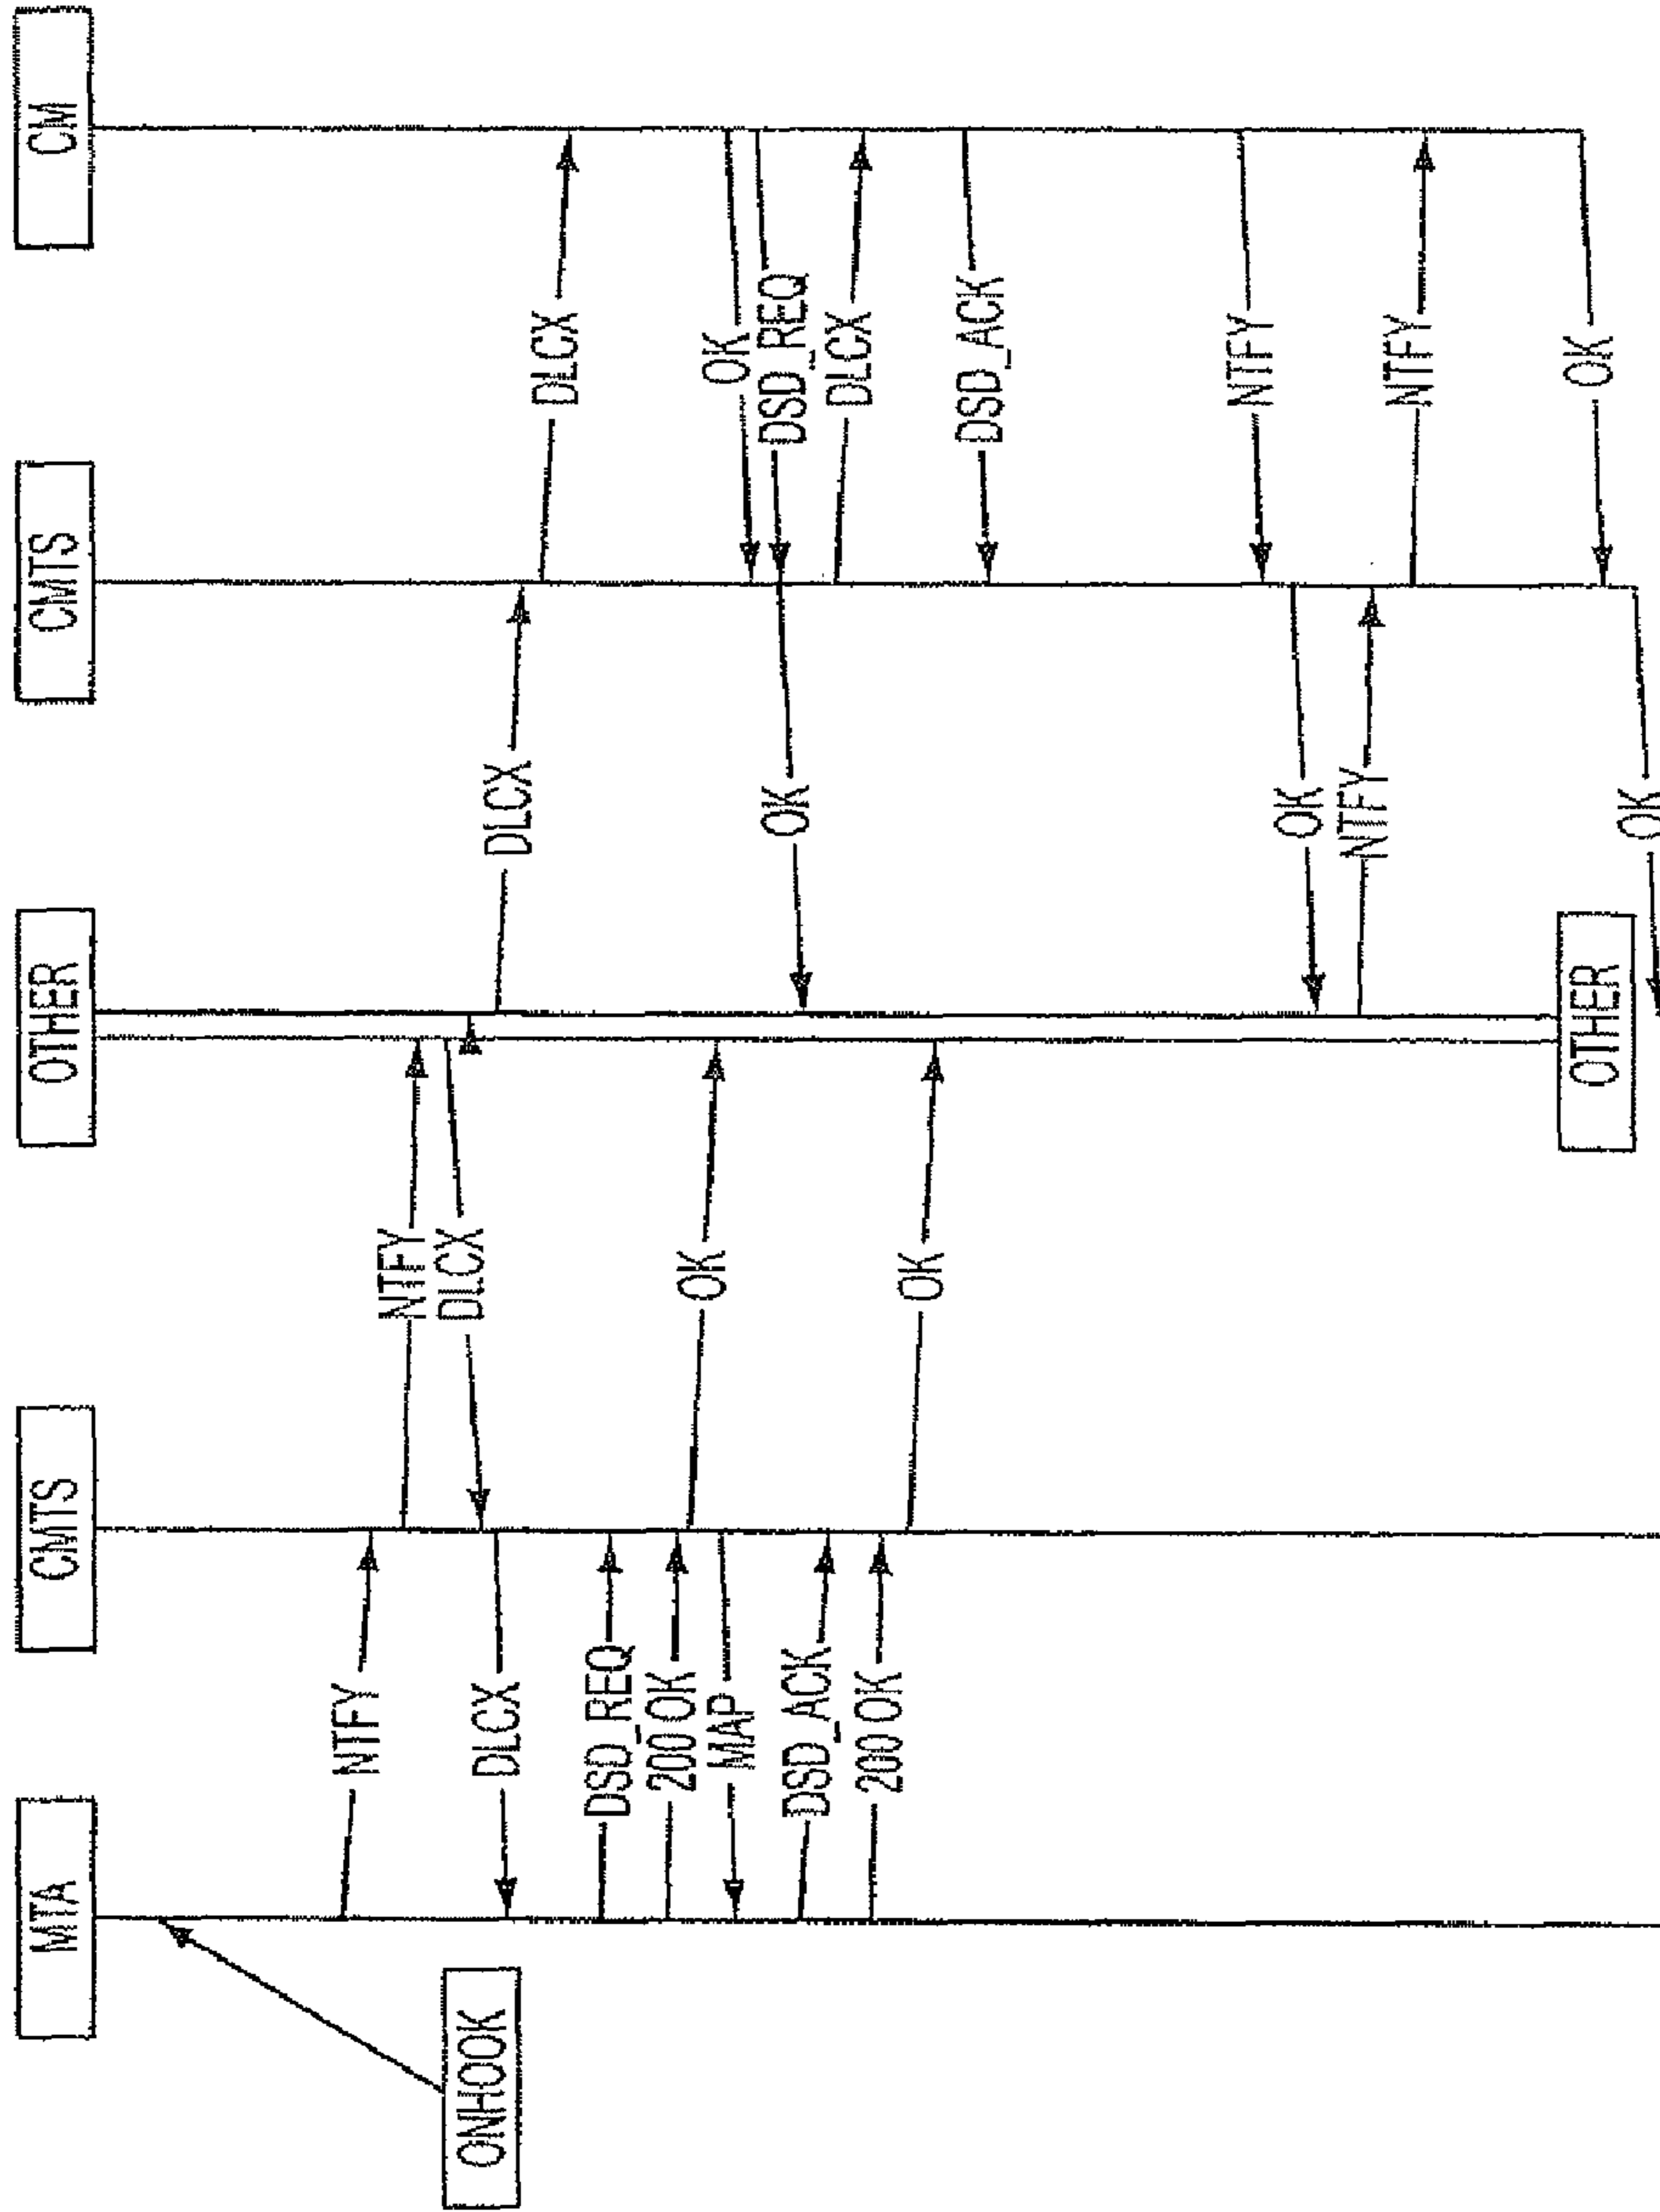 MTA
CMTS
OTHER
CMTS
CM
ONHOOK
NTFY
NTFY
DLCX
DLCX
DLCX
DLCX
DSD_REQ
200 OK
OK
MAP
OK
DSD_REQ
OK
DSD_ACK
DLCX
200 OK
OK
DSD_ACK
NTFY
OK
NTFY
NTFY
OTHER
OK
OK